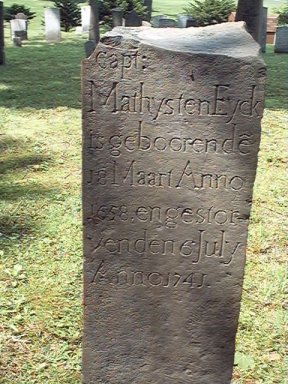 Capt:
Mathys ten Eyck
is gebooren dē
18 Maart Anno
1658. en gestor
ven den 6 July
Anno 1741.